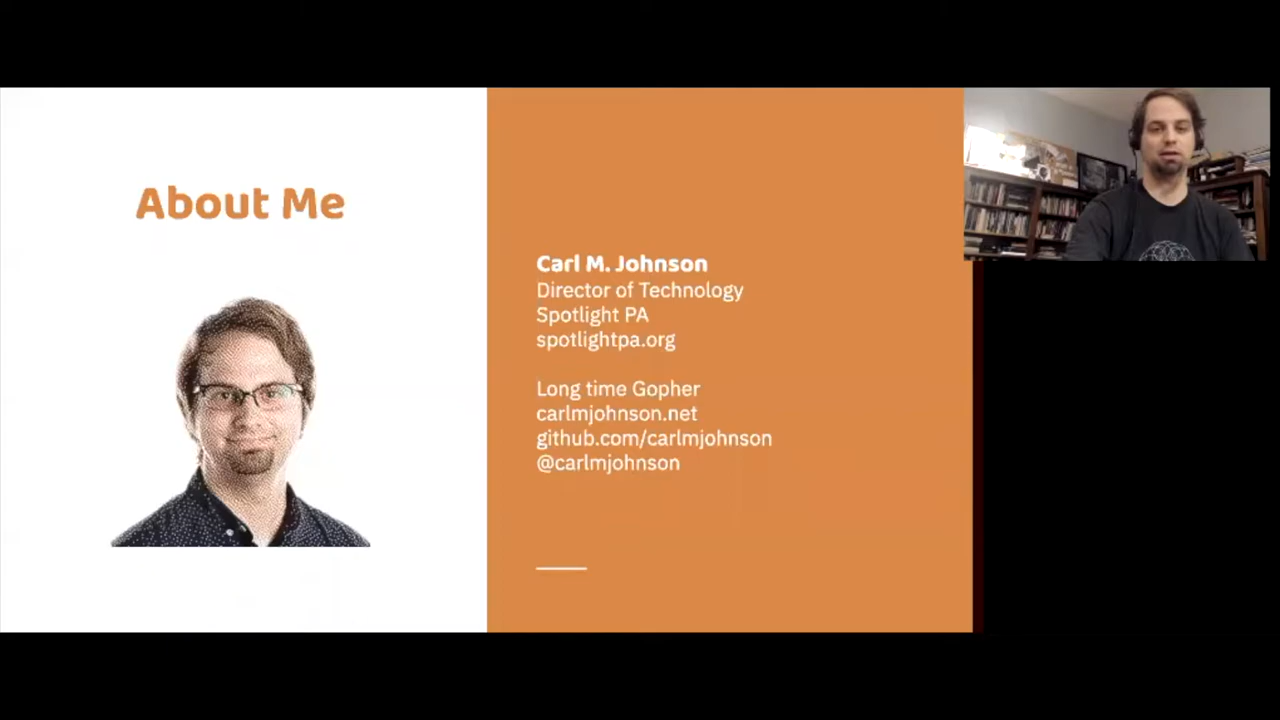 About Me
Carl M. Johnson
Director of Technology
Spotlight PA
spotlightpa.org
Long time Gopher
carlmjohnson.net
github.com/carlmjohnson
@carlmjohnson